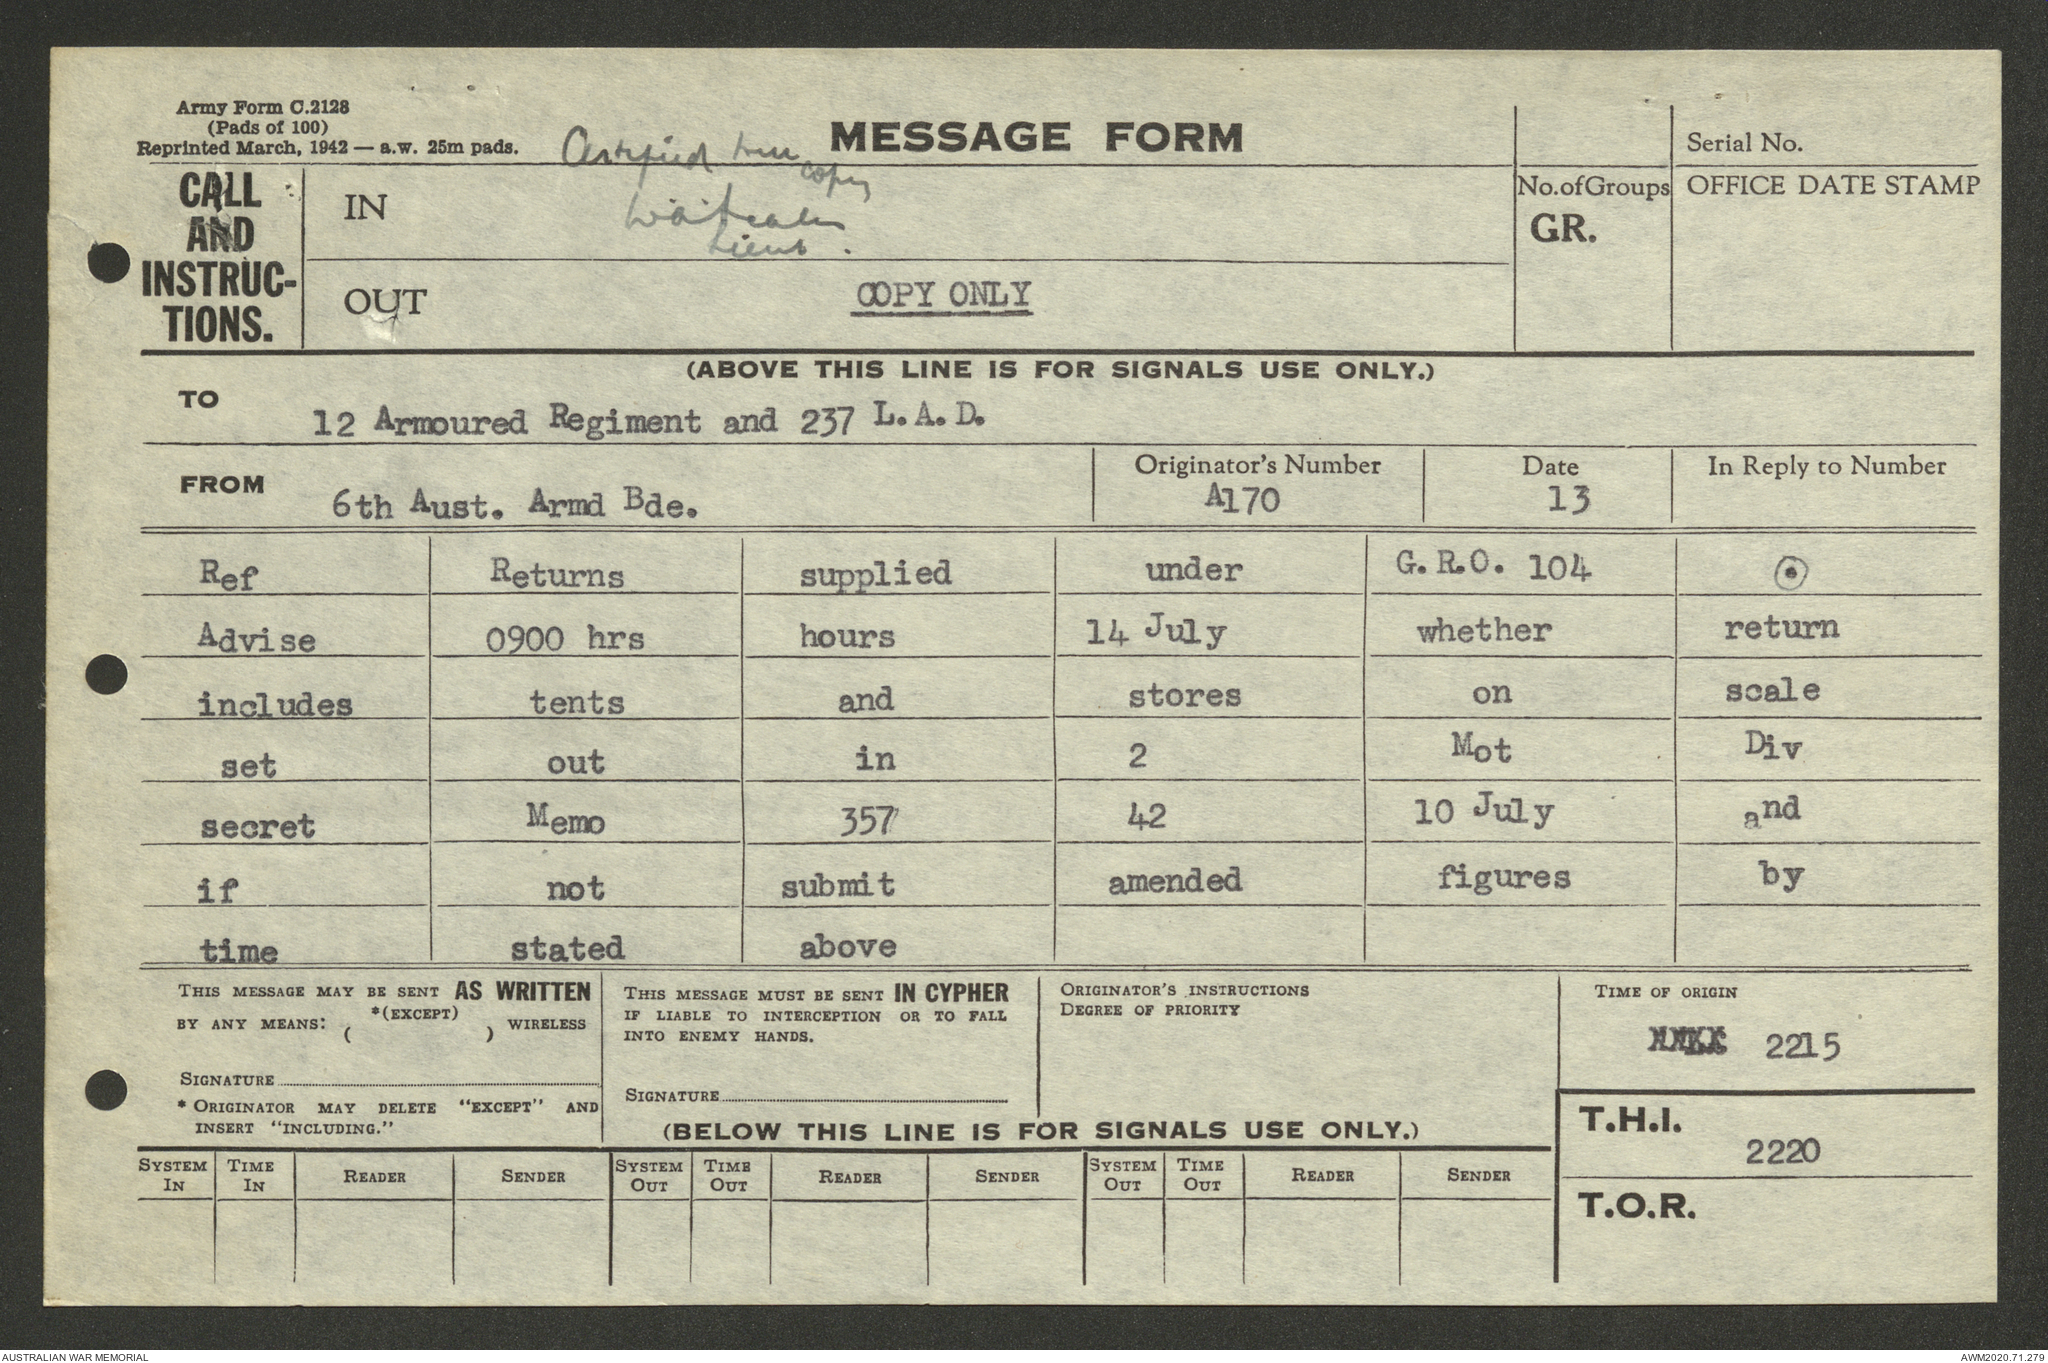 Army Form C.2128
(Pads of 100)
Reprinted March, 1942 — a.w. 25m pads.
MESSAGE FORM
Certified true copy
Lieut.
Serial No.
CALL AND INSTRUC- TIONS.
IN
No. of Groups
GR.
OFFICE DATE STAMP
OUT
COPY ONLY
(ABOVE THIS LINE IS FOR SIGNALS USE ONLY.)
TO
12 Armoured Regiment and 237 L.A.D.
FROM
6th Aust. Armd Bde.
Originator's Number
A170
Date
13
In Reply to Number
Ref Returns supplied under G.R.O. 104 ⊙
Advise 0900 hrs hours 14 July whether return
includes tents and stores on scale
set out in 2 Mot Div
secret Memo 357 42 10 July and
if not submit amended figures by
time stated above
THIS MESSAGE MAY BE SENT AS WRITTEN
BY ANY MEANS: *(EXCEPT) ( ) WIRELESS
SIGNATURE
* ORIGINATOR MAY DELETE "EXCEPT" AND
INSERT "INCLUDING."
THIS MESSAGE MUST BE SENT IN CYPHER
IF LIABLE TO INTERCEPTION OR TO FALL
INTO ENEMY HANDS.
SIGNATURE
ORIGINATOR'S INSTRUCTIONS
DEGREE OF PRIORITY
TIME OF ORIGIN
2215
(BELOW THIS LINE IS FOR SIGNALS USE ONLY.)
T.H.I.
2220
T.O.R.
SYSTEM IN TIME IN READER SENDER SYSTEM OUT TIME OUT READER SENDER SYSTEM OUT TIME OUT READER SENDER
AUSTRALIAN WAR MEMORIAL
AWM2020.71.279